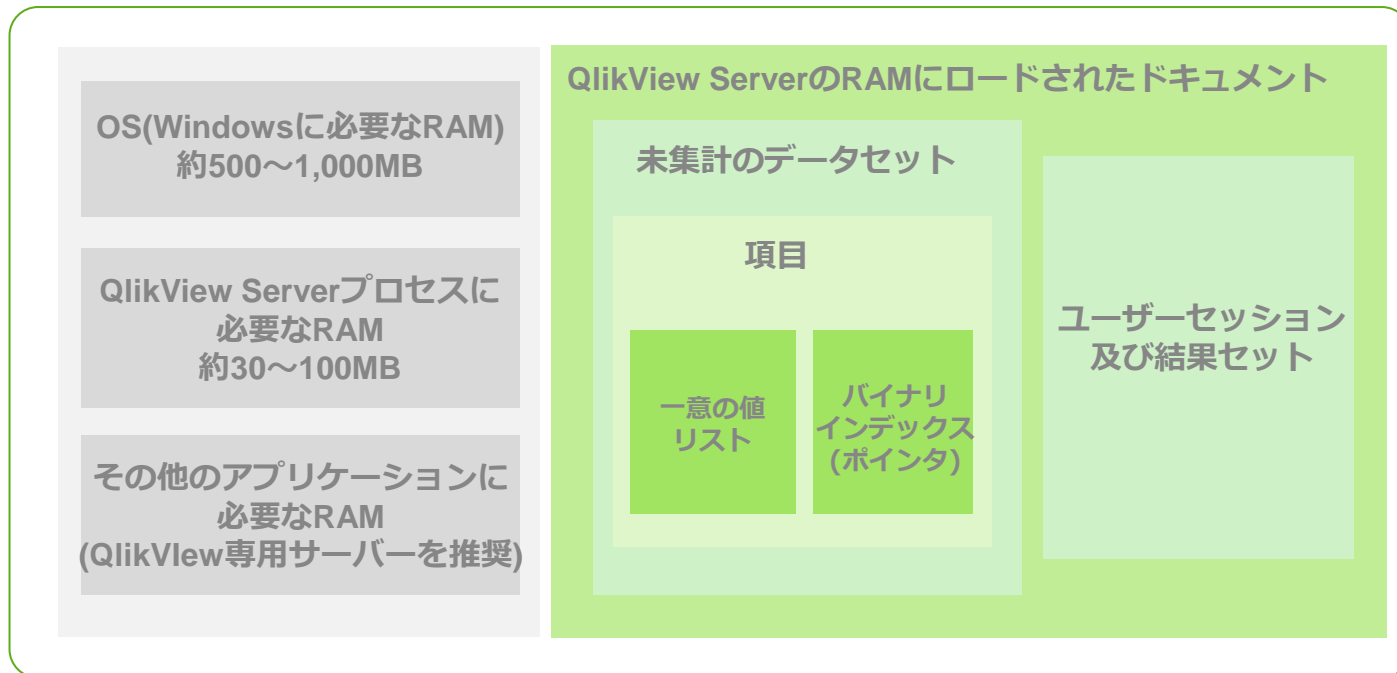 OS(Windowsに必要なRAM)
約500～1,000MB
QlikView Serverプロセスに
必要なRAM
約30～100MB
その他のアプリケーションに
必要なRAM
(QlikVIew専用サーバーを推奨)
QlikView ServerのRAMにロードされたドキュメント
未集計のデータセット
項目
一意の値
リスト
バイナリ
インデックス
(ポインタ)
ユーザーセッション
及び結果セット